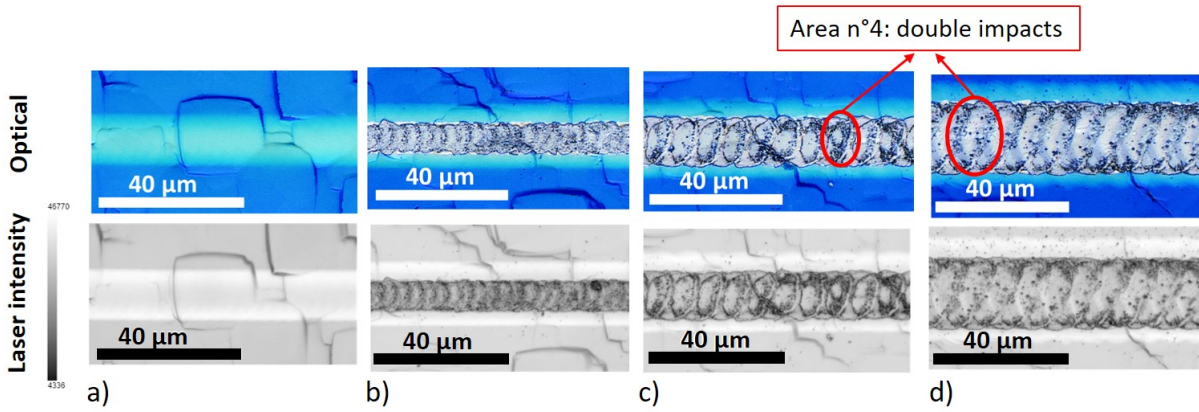 Area n°4: double impacts
Optical
40 µm
40 µm
40 µm
40 µm
Laser intensity
46770
4336
40 µm
40 µm
40 µm
40 µm
a)
b)
c)
d)